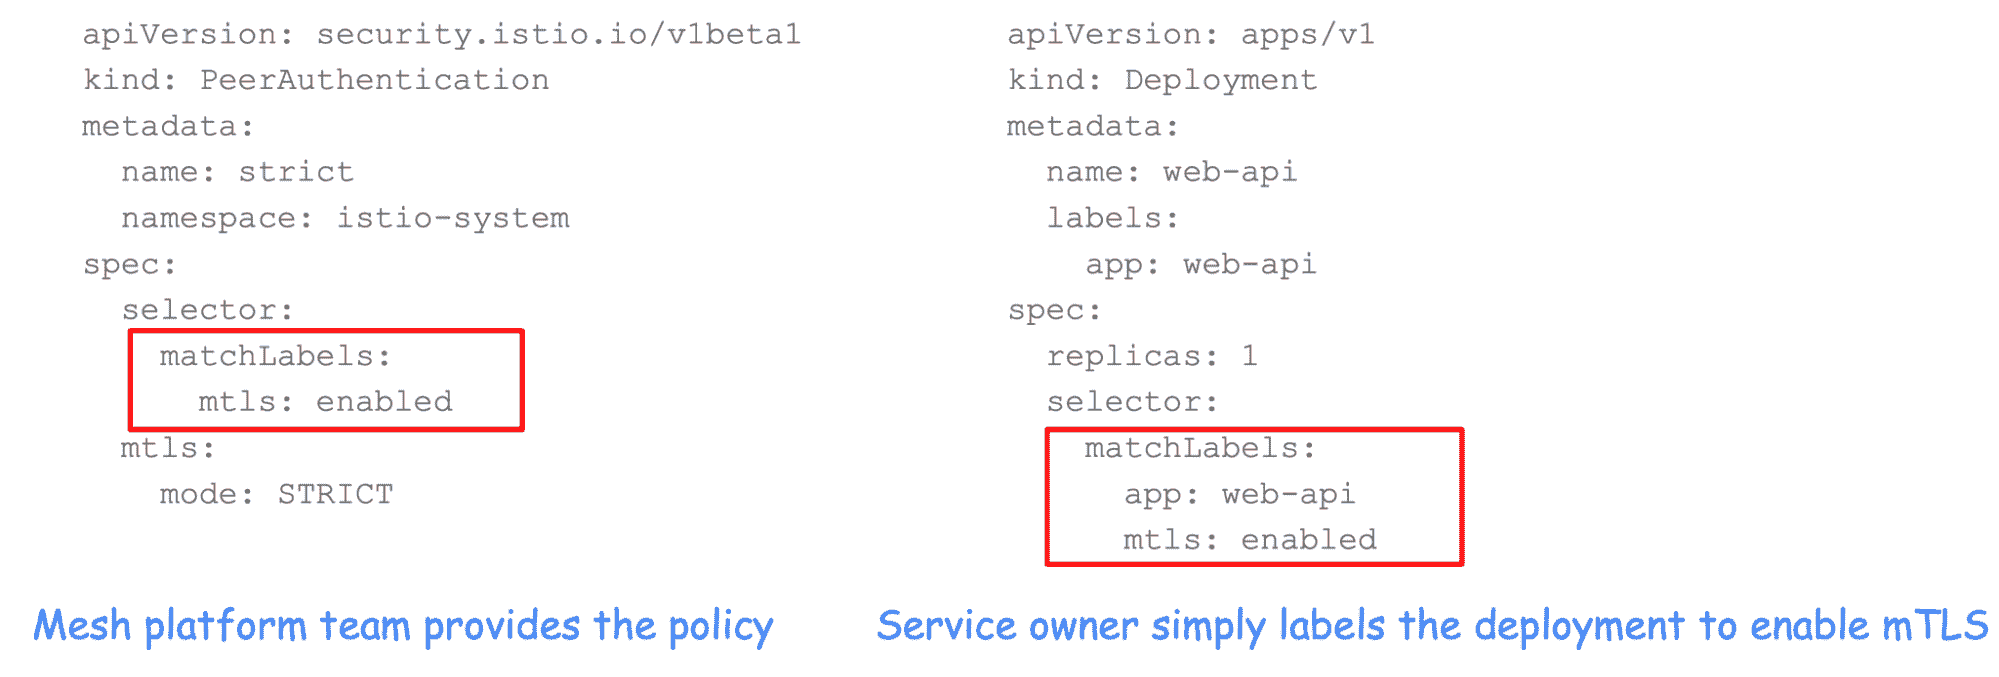 apiVersion: security.istio.io/v1beta1
kind: PeerAuthentication
metadata:
  name: strict
  namespace: istio-system
spec:
  selector:
    matchLabels:
      mtls: enabled
  mtls:
    mode: STRICT
Mesh platform team provides the policy
apiVersion: apps/v1
kind: Deployment
metadata:
  name: web-api
  labels:
    app: web-api
spec:
  replicas: 1
  selector:
    matchLabels:
      app: web-api
      mtls: enabled
Service owner simply labels the deployment to enable mTLS